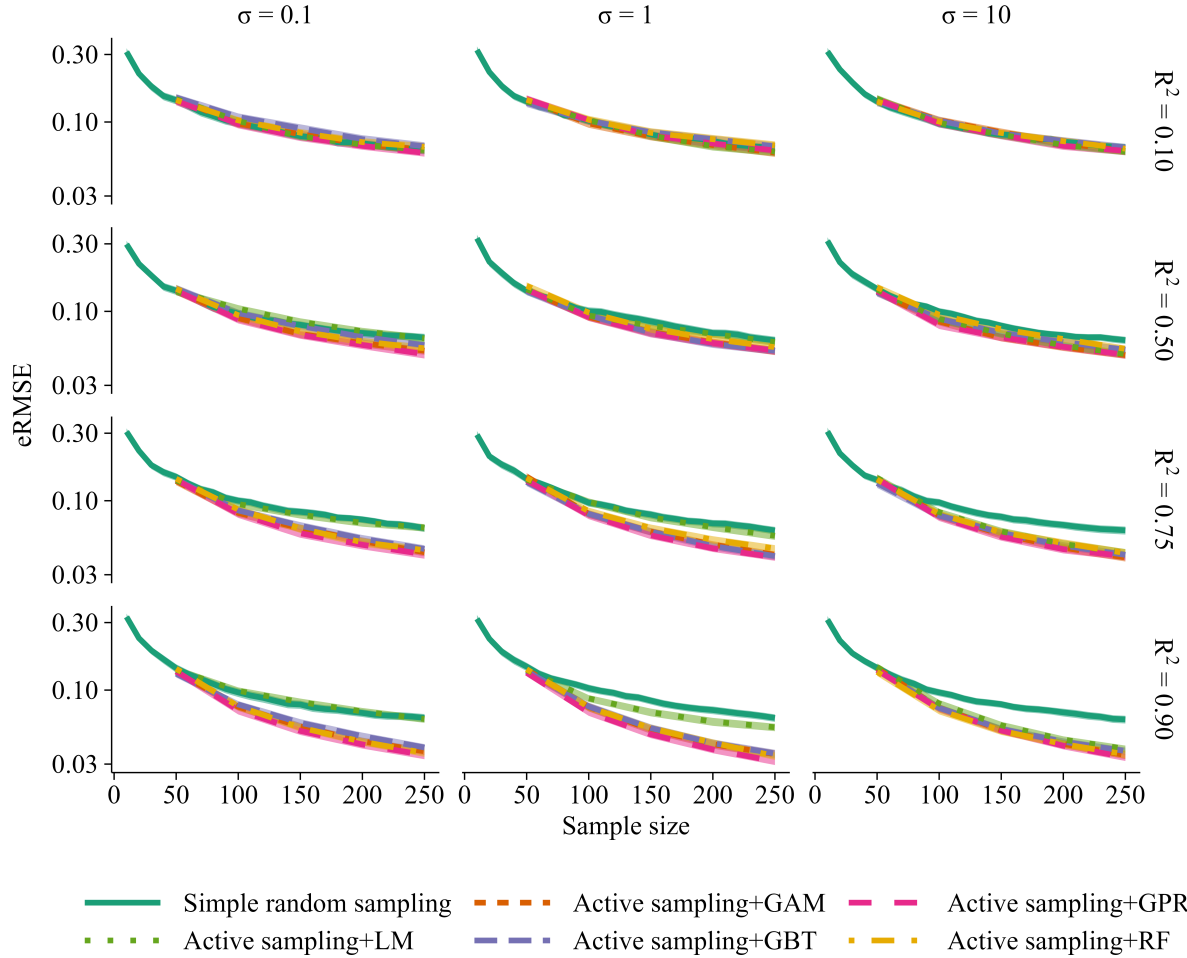 σ = 0.1
σ = 1
σ = 10
0.30
0.10
0.03
R² = 0.10
0.30
0.10
0.03
R² = 0.50
0.30
0.10
0.03
R² = 0.75
0.30
0.10
0.03
R² = 0.90
eRMSE
0 50 100 150 200 250
0 50 100 150 200 250
0 50 100 150 200 250
Sample size
Simple random sampling
Active sampling+GAM
Active sampling+GPR
Active sampling+LM
Active sampling+GBT
Active sampling+RF